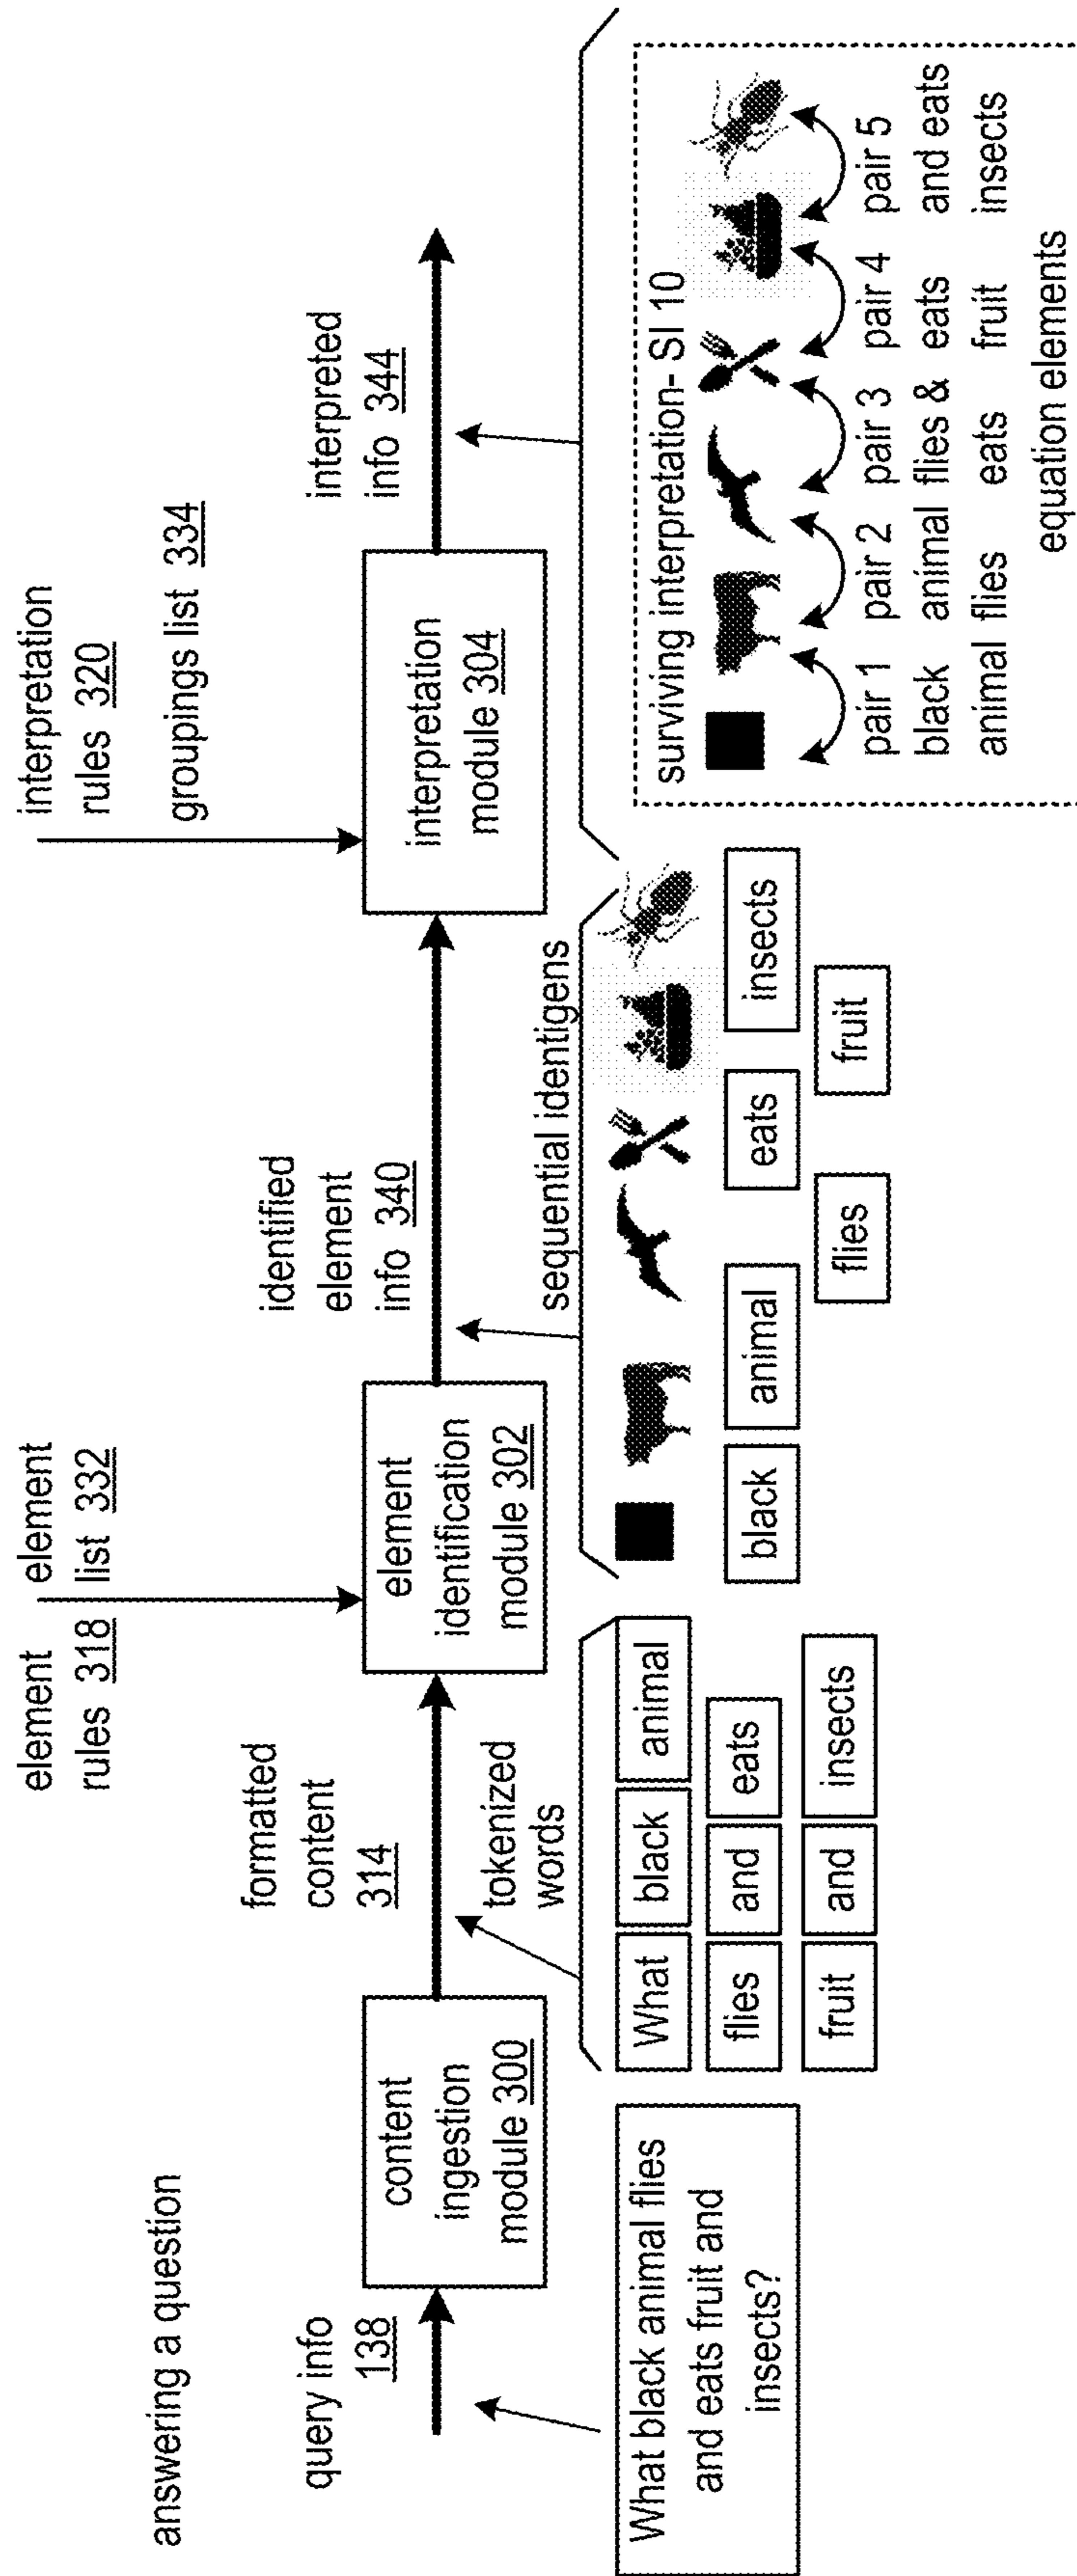 answering a question
query info
138
content
ingestion
module 300
What black animal flies
and eats fruit and
insects?
formatted
content
314
tokenized
words
What black animal
flies and eats
fruit and insects
element
rules 318
element
list 332
element
identification
module 302
identified
element
info 340
sequential identigens
black animal eats insects
flies fruit
interpretation
rules 320
groupings list 334
interpretation
module 304
interpreted
info 344
surviving interpretation- SI 10
pair 1 pair 2 pair 3 pair 4 pair 5
black animal flies & eats and eats
animal flies eats fruit insects
equation elements